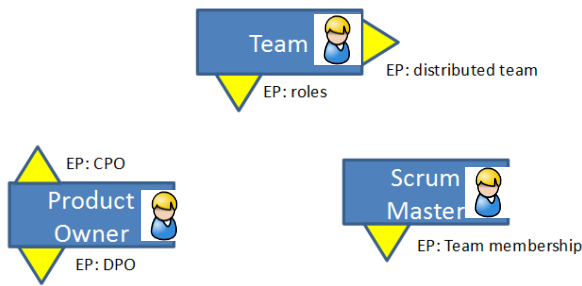 Team
EP: distributed team
EP: roles
EP: CPO
Product
Owner
EP: DPO
Scrum
Master
EP: Team membership